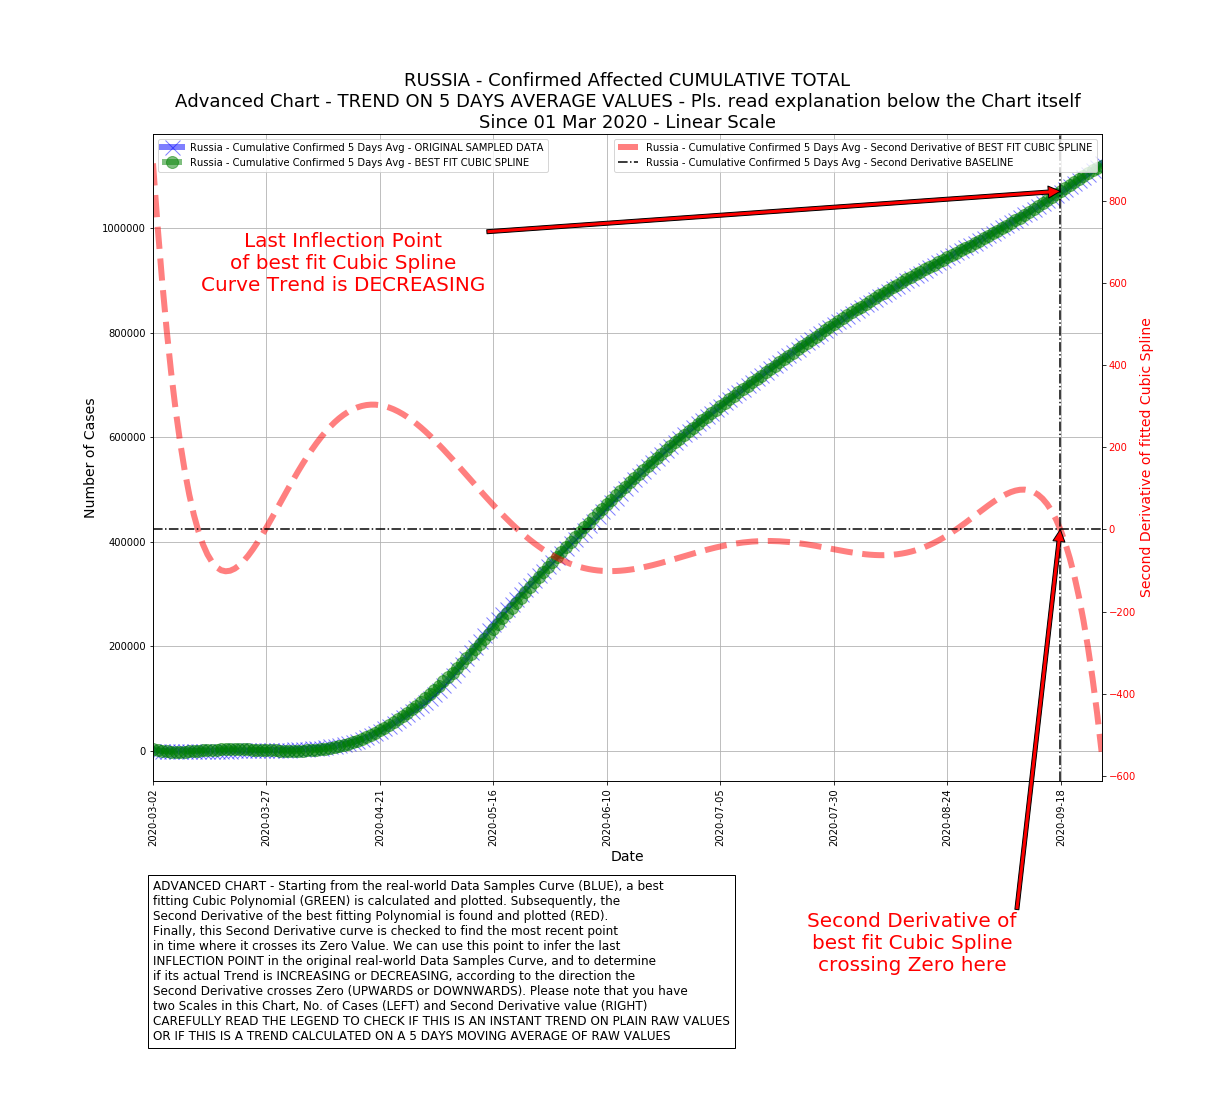 RUSSIA - Confirmed Affected CUMULATIVE TOTAL
Advanced Chart - TREND ON 5 DAYS AVERAGE VALUES - Pls. read explanation below the Chart itself
Since 01 Mar 2020 - Linear Scale
Russia - Cumulative Confirmed 5 Days Avg - ORIGINAL SAMPLED DATA
Russia - Cumulative Confirmed 5 Days Avg - BEST FIT CUBIC SPLINE
Russia - Cumulative Confirmed 5 Days Avg - Second Derivative of BEST FIT CUBIC SPLINE
Russia - Cumulative Confirmed 5 Days Avg - Second Derivative BASELINE
Last Inflection Point
of best fit Cubic Spline
Curve Trend is DECREASING
Number of Cases
1000000
800000
600000
400000
200000
0
800
600
400
200
0
−200
−400
−600
Second Derivative of fitted Cubic Spline
2020-03-02
2020-03-27
2020-04-21
2020-05-16
2020-06-10
2020-07-05
2020-07-30
2020-08-24
2020-09-18
Date
ADVANCED CHART - Starting from the real-world Data Samples Curve (BLUE), a best
fitting Cubic Polynomial (GREEN) is calculated and plotted. Subsequently, the
Second Derivative of the best fitting Polynomial is found and plotted (RED).
Finally, this Second Derivative curve is checked to find the most recent point
in time where it crosses its Zero Value. We can use this point to infer the last
INFLECTION POINT in the original real-world Data Samples Curve, and to determine
if its actual Trend is INCREASING or DECREASING, according to the direction the
Second Derivative crosses Zero (UPWARDS or DOWNWARDS). Please note that you have
two Scales in this Chart, No. of Cases (LEFT) and Second Derivative value (RIGHT)
CAREFULLY READ THE LEGEND TO CHECK IF THIS IS AN INSTANT TREND ON PLAIN RAW VALUES
OR IF THIS IS A TREND CALCULATED ON A 5 DAYS MOVING AVERAGE OF RAW VALUES
Second Derivative of
best fit Cubic Spline
crossing Zero here